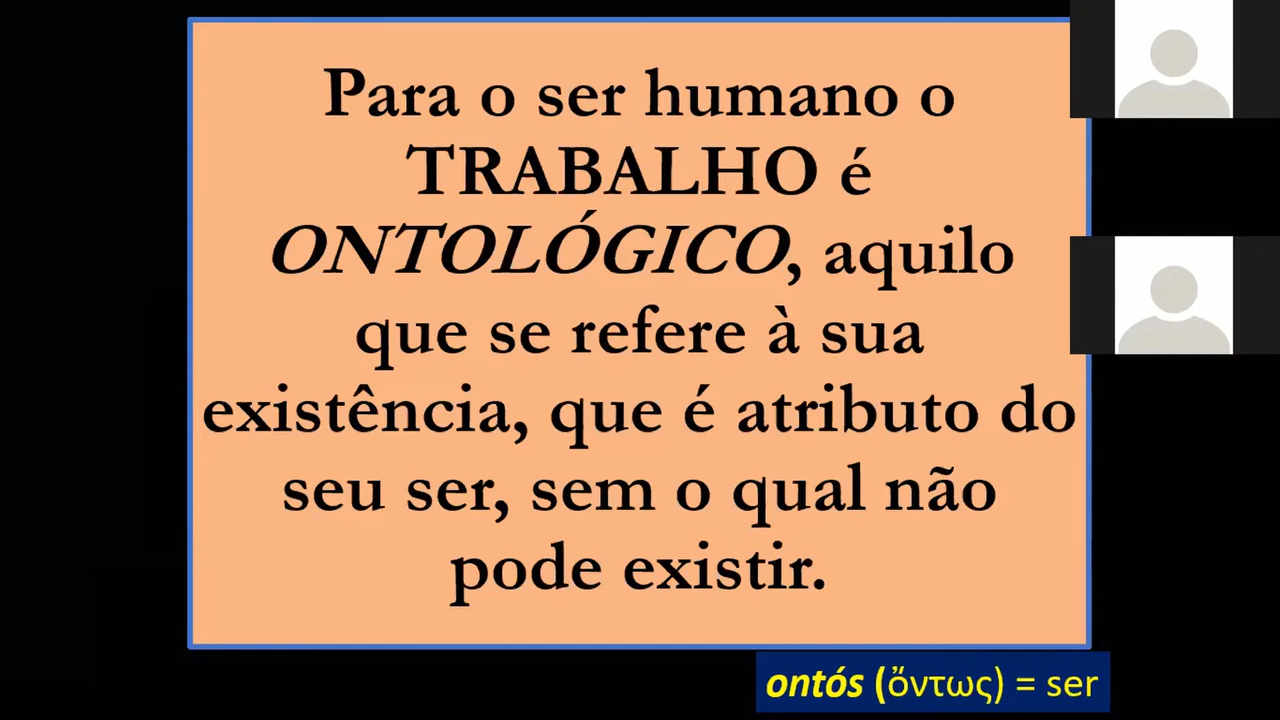 Para o ser humano o
TRABALHO é
ONTOLÓGICO, aquilo
que se refere à sua
existência, que é atributo do
seu ser, sem o qual não
pode existir.
ontós (ὄντως) = ser